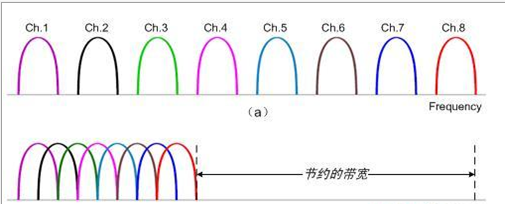 Ch.1 Ch.2 Ch.3 Ch.4 Ch.5 Ch.6 Ch.7 Ch.8
Frequency
（a）
节约的带宽